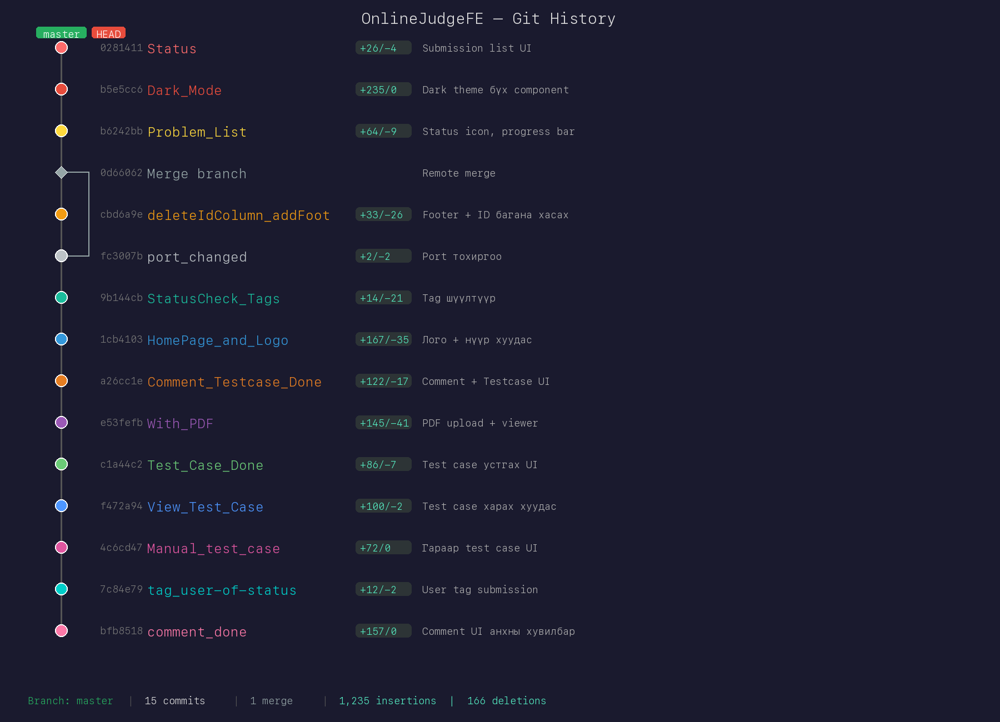 OnlineJudgeFE — Git History
master HEAD
0281411 Status +26/-4 Submission list UI
b5e5cc6 Dark_Mode +235/0 Dark theme бүх component
b6242bb Problem_List +64/-9 Status icon, progress bar
0d66062 Merge branch Remote merge
cbd6a9e deleteIdColumn_addFoot +33/-26 Footer + ID багана хасах
fc3007b port_changed +2/-2 Port тохиргоо
9b144cb StatusCheck_Tags +14/-21 Tag шүүлтүүр
1cb4103 HomePage_and_Logo +167/-35 Лого + нүүр хуудас
a26cc1e Comment_Testcase_Done +122/-17 Comment + Testcase UI
e53fefb With_PDF +145/-41 PDF upload + viewer
c1a44c2 Test_Case_Done +86/-7 Test case устгах UI
f472a94 View_Test_Case +100/-2 Test case харах хуудас
4c6cd47 Manual_test_case +72/0 Гараар test case UI
7c84e79 tag_user-of-status +12/-2 User tag submission
bfb8518 comment_done +157/0 Comment UI анхны хувилбар
Branch: master | 15 commits | 1 merge | 1,235 insertions | 166 deletions